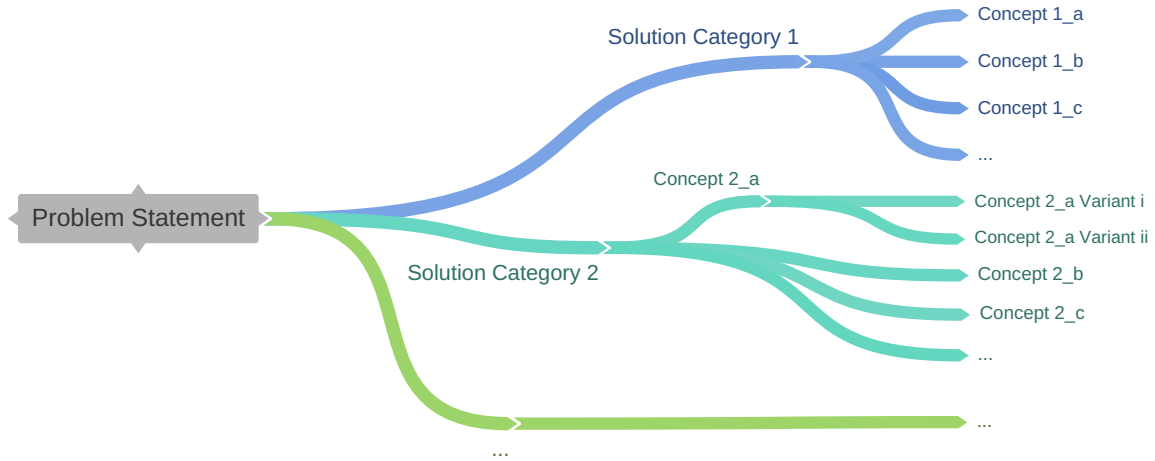 Problem Statement
Solution Category 1
Concept 1_a
Concept 1_b
Concept 1_c
...
Solution Category 2
Concept 2_a
Concept 2_a Variant i
Concept 2_a Variant ii
Concept 2_b
Concept 2_c
...
...
...